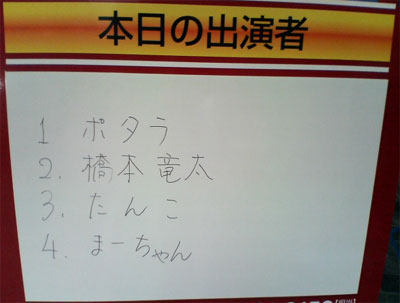 本日の出演者
1 ポタラ
2. 橋本竜太
3. たんこ
4. まーちゃん